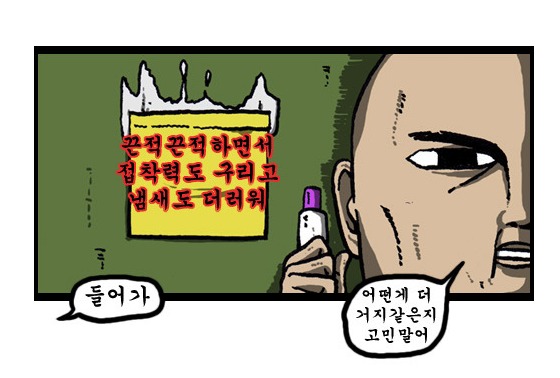 끈적끈적하면서
접착력도 구리고
냄새도 더러워
들어가
어떤게 더
거지같은지
고민말어